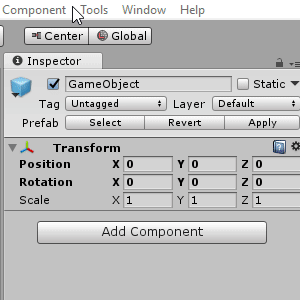 Component Tools Window Help
Center Global
Inspector
GameObject Static
Tag Untagged Layer Default
Prefab Select Revert Apply
Transform
Position X 0 Y 0 Z 0
Rotation X 0 Y 0 Z 0
Scale X 1 Y 1 Z 1
Add Component